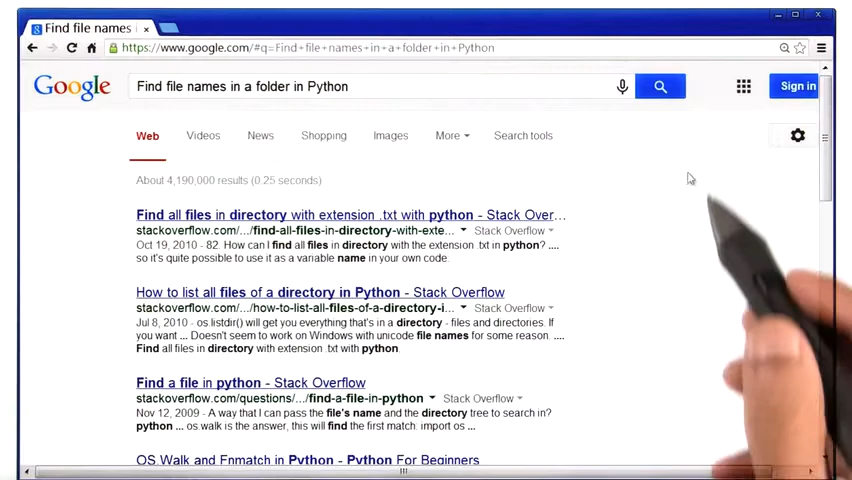 Find file names
https://www.google.com/#q=Find+file+names+in+a+folder+in+Python
Google
Find file names in a folder in Python
Sign in
Web Videos News Shopping Images More Search tools
About 4,190,000 results (0.25 seconds)
Find all files in directory with extension .txt with python - Stack Over...
stackoverflow.com/.../find-all-files-in-directory-with-exte... Stack Overflow
Oct 19, 2010 - 82. How can I find all files in directory with the extension .txt in python? ....
so it's quite possible to use it as a variable name in your own code.
How to list all files of a directory in Python - Stack Overflow
stackoverflow.com/.../how-to-list-all-files-of-a-directory-i... Stack Overflow
Jul 8, 2010 - os.listdir() will get you everything that's in a directory - files and directories. If
you want ... Doesn't seem to work on Windows with unicode file names for some reason. ....
Find all files in directory with extension .txt with python.
Find a file in python - Stack Overflow
stackoverflow.com/questions/.../find-a-file-in-python Stack Overflow
Nov 12, 2009 - A way that I can pass the file's name and the directory tree to search in?
python ... os.walk is the answer, this will find the first match: import os ...
OS.Walk and Fnmatch in Python - Python For Beginners